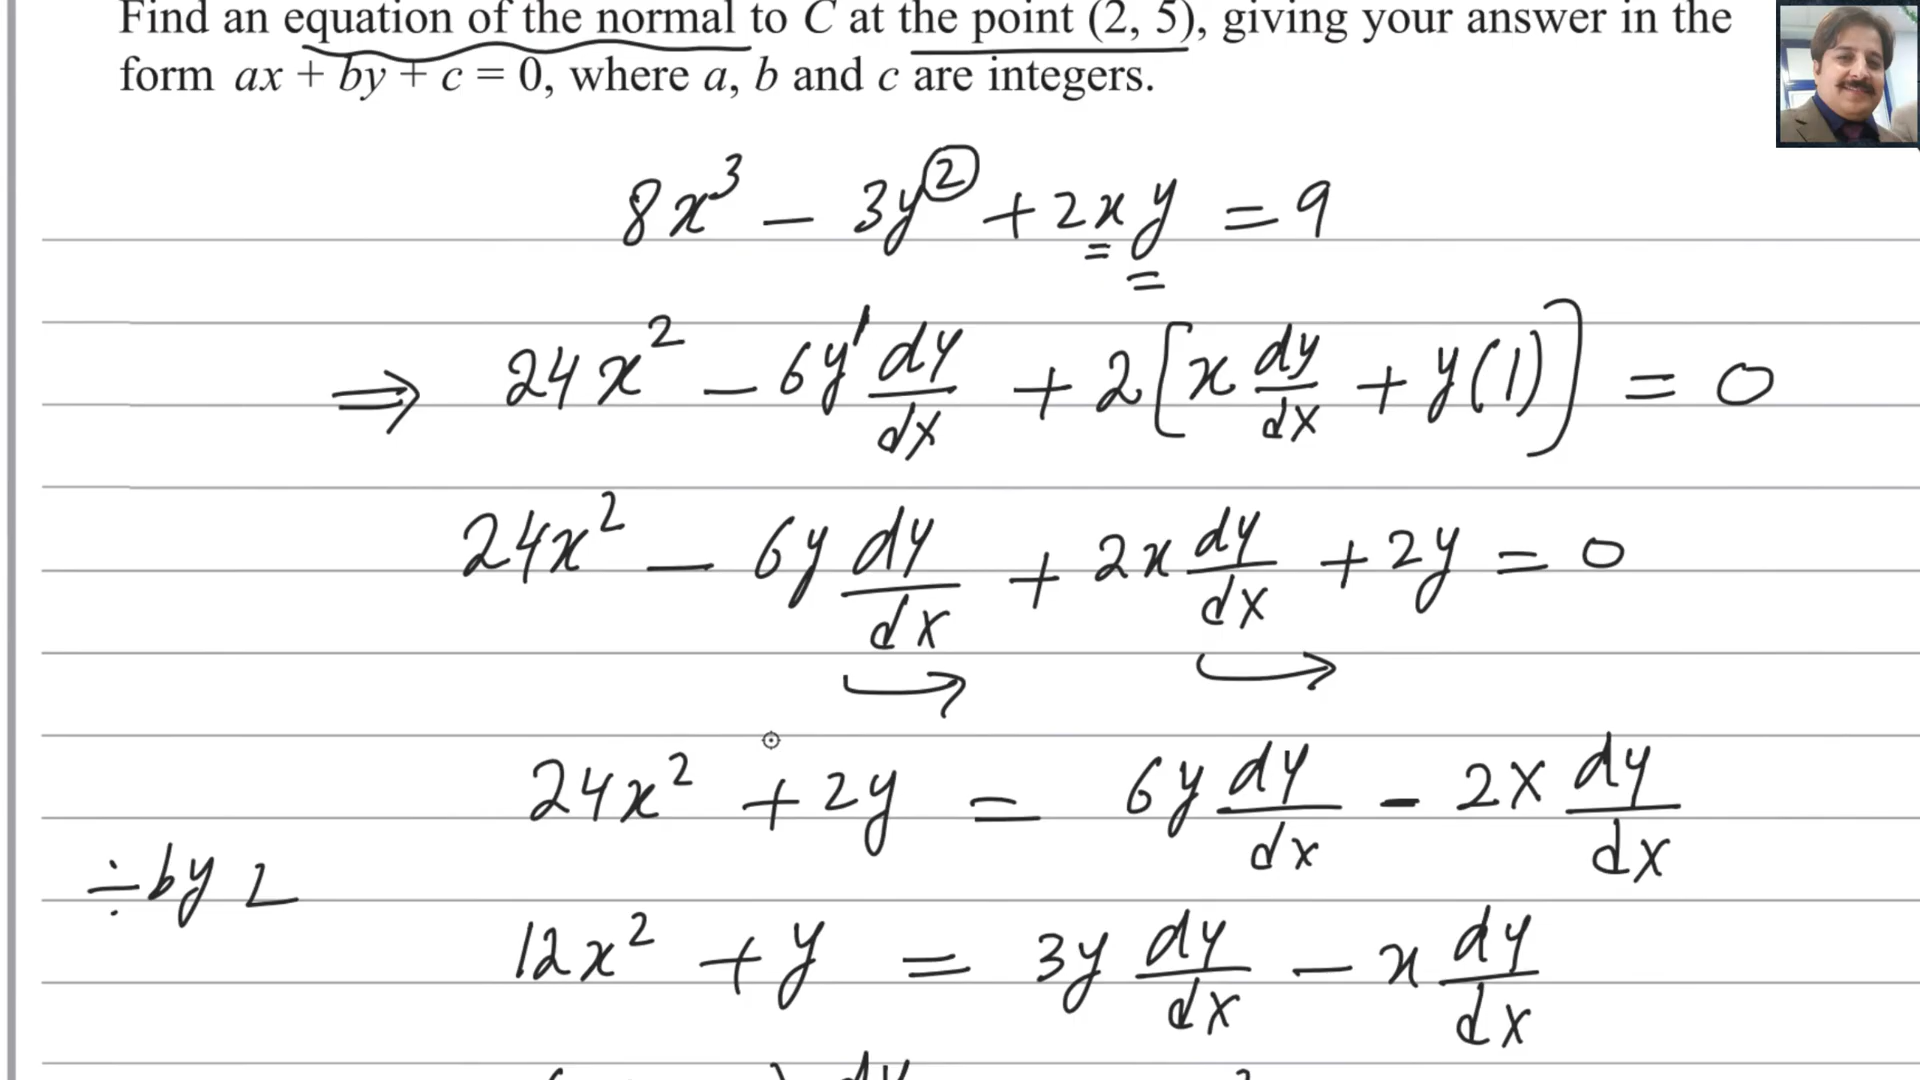 Find an equation of the normal to C at the point (2, 5), giving your answer in the
form ax + by + c = 0, where a, b and c are integers.
8x³ − 3y² + 2xy = 9
⇒ 24x² − 6y' dy/dx + 2[x dy/dx + y(1)] = 0
24x² − 6y dy/dx + 2x dy/dx + 2y = 0
24x² + 2y = 6y dy/dx − 2x dy/dx
÷ by 2
12x² + y = 3y dy/dx − x dy/dx